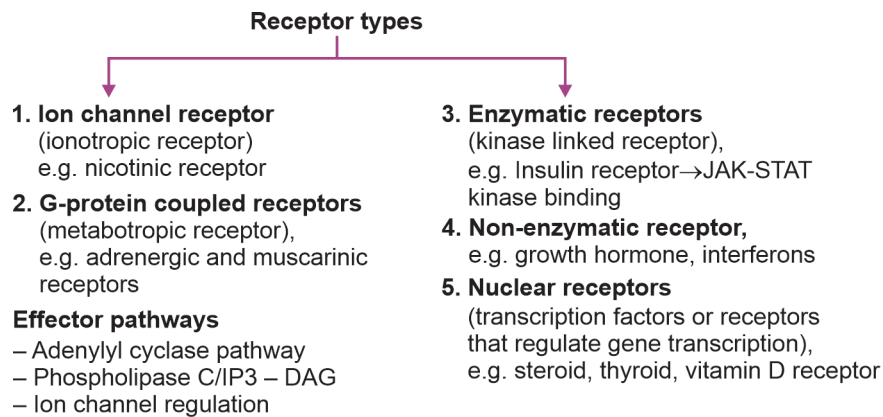 Receptor types
1. Ion channel receptor
(ionotropic receptor)
e.g. nicotinic receptor
2. G-protein coupled receptors
(metabotropic receptor),
e.g. adrenergic and muscarinic
receptors
Effector pathways
– Adenylyl cyclase pathway
– Phospholipase C/IP3 – DAG
– Ion channel regulation
3. Enzymatic receptors
(kinase linked receptor),
e.g. Insulin receptor→JAK-STAT
kinase binding
4. Non-enzymatic receptor,
e.g. growth hormone, interferons
5. Nuclear receptors
(transcription factors or receptors
that regulate gene transcription),
e.g. steroid, thyroid, vitamin D receptor